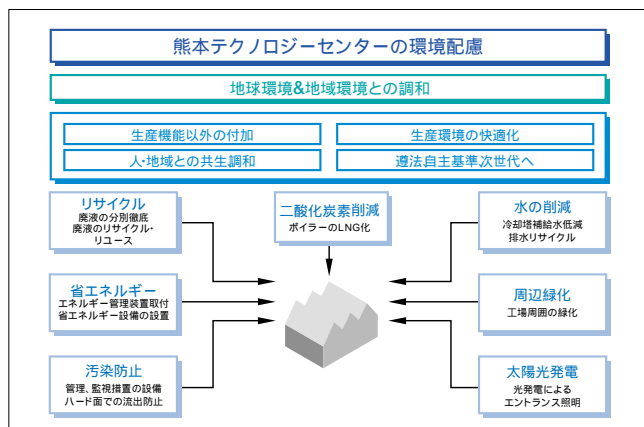 熊本テクノロジーセンターの環境配慮
地球環境&地域環境との調和
生産機能以外の付加
生産環境の快適化
人・地域との共生調和
遵法自主基準次世代へ
リサイクル
廃液の分別徹底
廃液のリサイクル・
リユース
二酸化炭素削減
ボイラーのLNG化
水の削減
冷却塔補給水低減
排水リサイクル
省エネルギー
エネルギー管理装置取付
省エネルギー設備の設置
周辺緑化
工場周囲の緑化
汚染防止
管理、監視措置の設備
ハード面での流出防止
太陽光発電
光発電による
エントランス照明